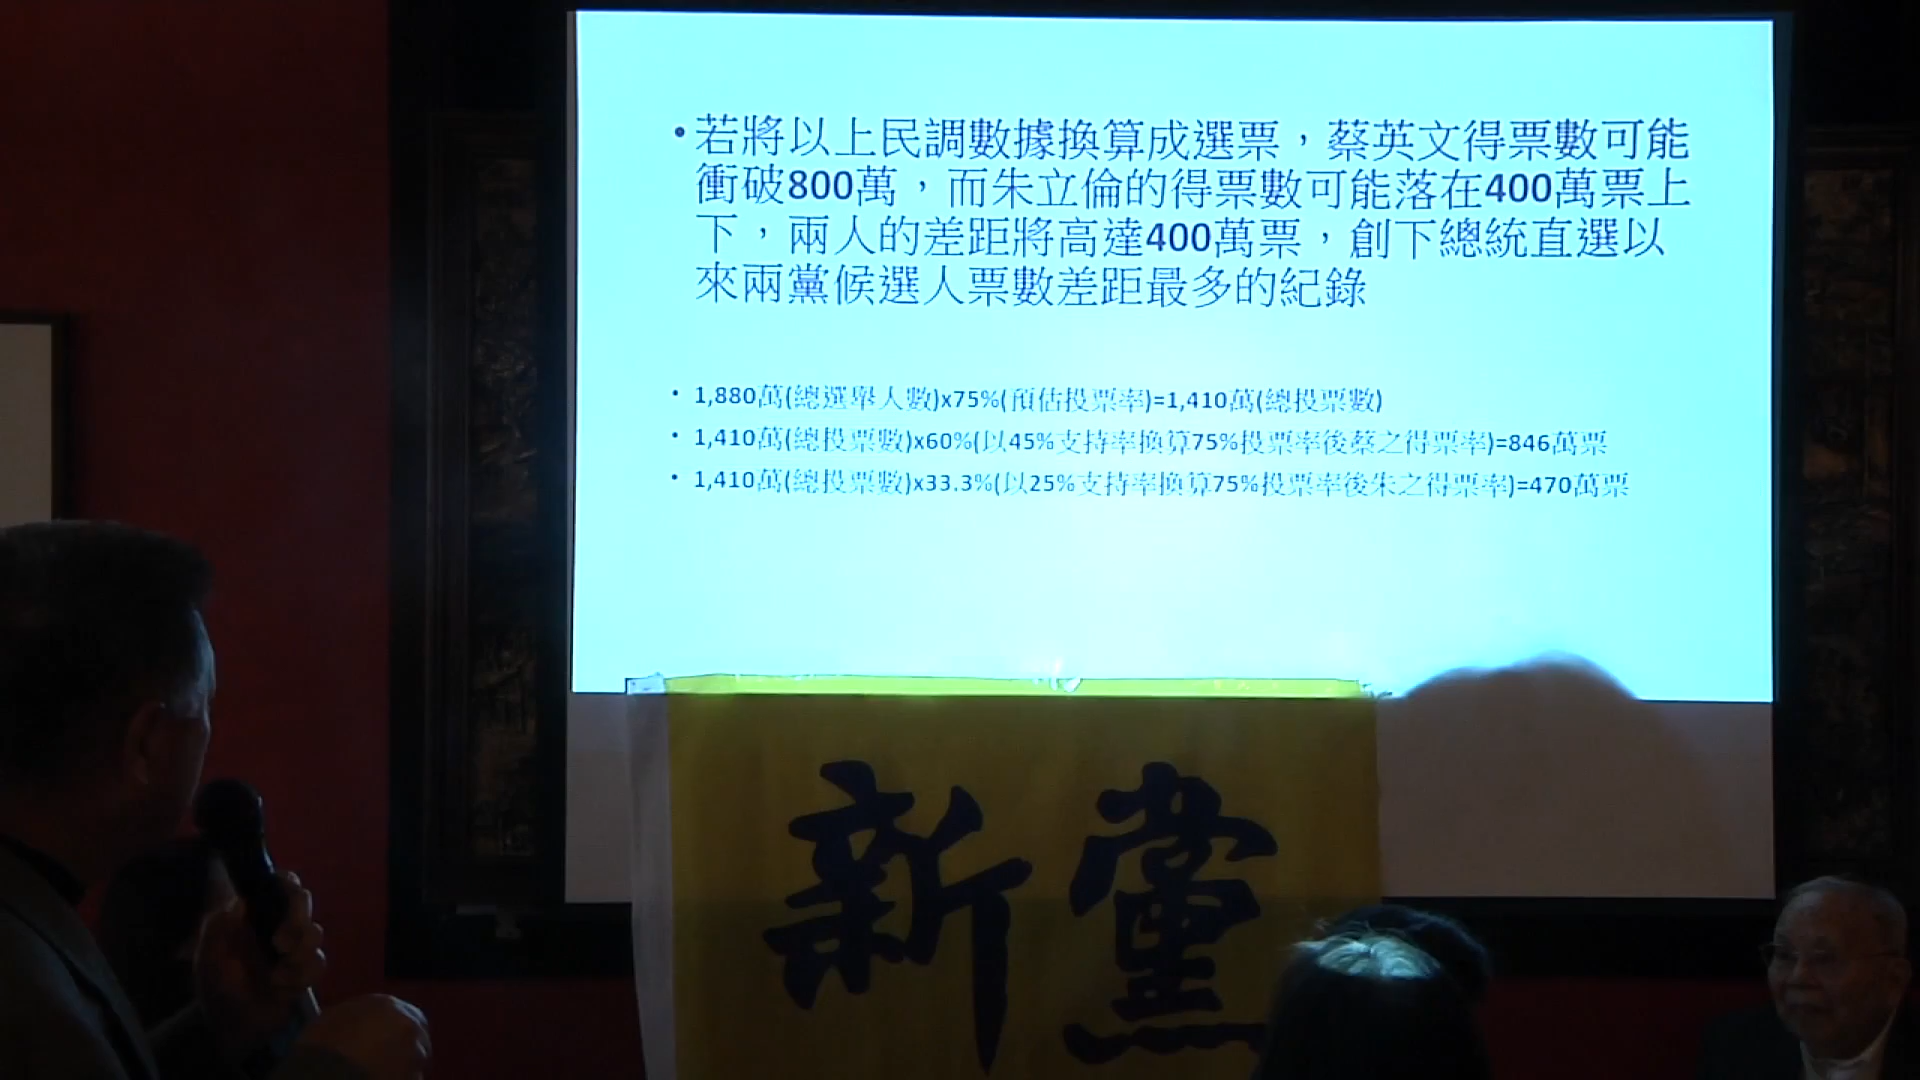 •若將以上民調數據換算成選票，蔡英文得票數可能
衝破800萬，而朱立倫的得票數可能落在400萬票上
下，兩人的差距將高達400萬票，創下總統直選以
來兩黨候選人票數差距最多的紀錄
• 1,880萬(總選舉人數)x75%(預估投票率)=1,410萬(總投票數)
• 1,410萬(總投票數)x60%(以45%支持率換算75%投票率後蔡之得票率)=846萬票
• 1,410萬(總投票數)x33.3%(以25%支持率換算75%投票率後朱之得票率)=470萬票
新黨